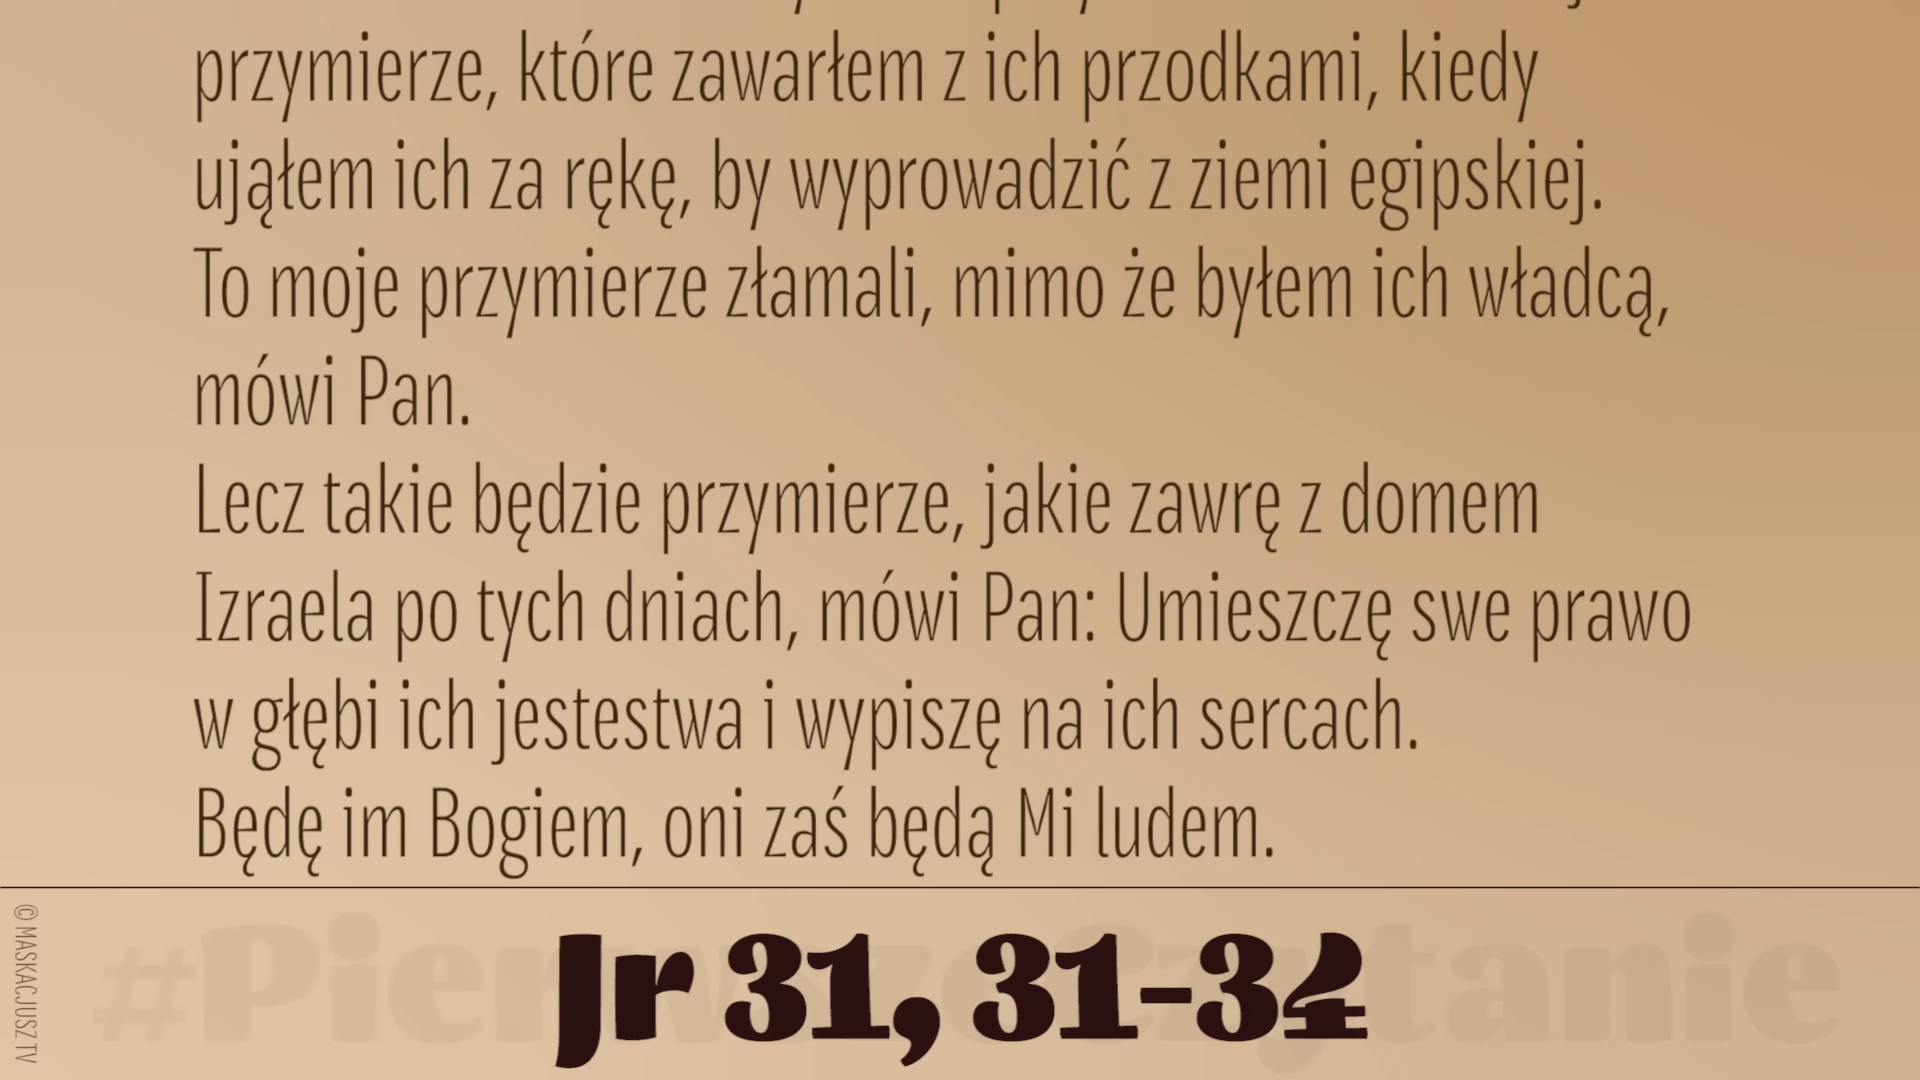 przymierze, które zawarłem z ich przodkami, kiedy
ująłem ich za rękę, by wyprowadzić z ziemi egipskiej.
To moje przymierze złamali, mimo że byłem ich władcą,
mówi Pan.
Lecz takie będzie przymierze, jakie zawrę z domem
Izraela po tych dniach, mówi Pan: Umieszczę swe prawo
w głębi ich jestestwa i wypiszę na ich sercach.
Będę im Bogiem, oni zaś będą Mi ludem.
#PierwszeCzytanie
Jr 31, 31-34
© MASKACJUSZ TV